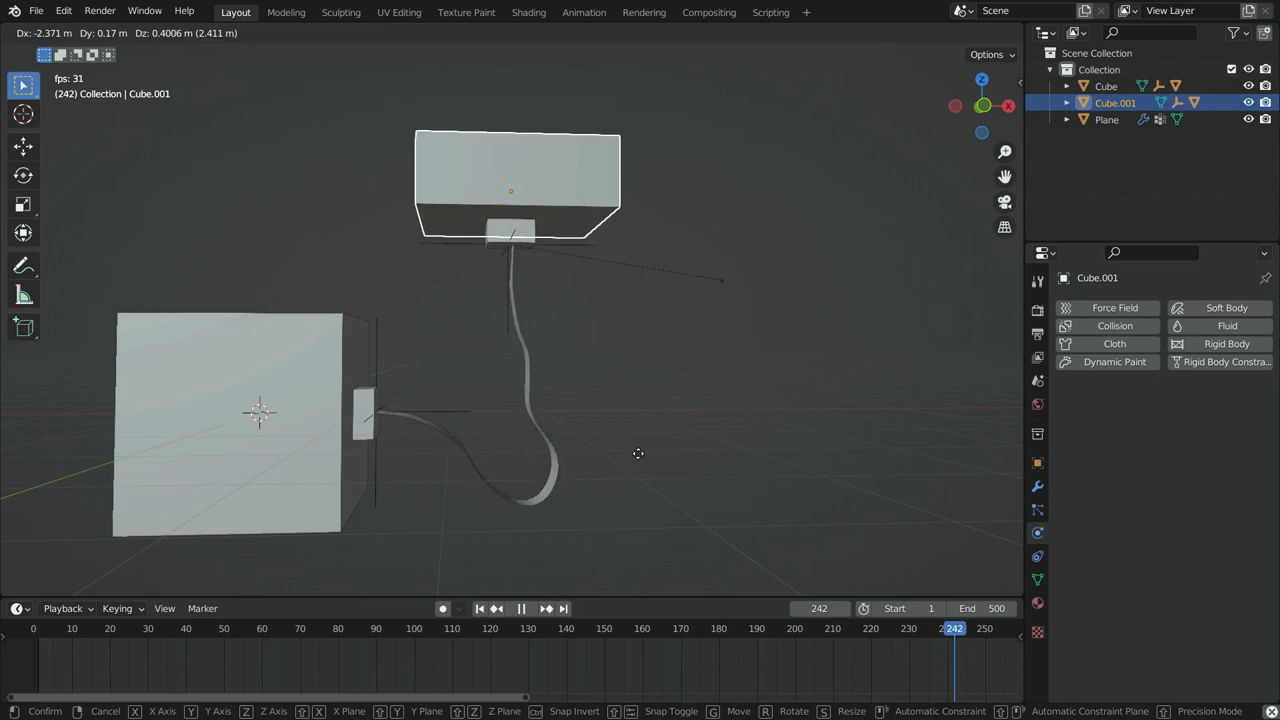 File Edit Render Window Help Layout Modeling Sculpting UV Editing Texture Paint Shading Animation Rendering Compositing Scripting + Scene View Layer
Dx: -2.371 m Dy: 0.17 m Dz: 0.4006 m (2.411 m)
Options
fps: 31
(242) Collection | Cube.001
Z
X
Scene Collection
Collection
Cube
Cube.001
Plane
Cube.001
Force Field Soft Body
Collision Fluid
Cloth Rigid Body
Dynamic Paint Rigid Body Constra...
Playback Keying View Marker 242 Start 1 End 500
0 10 20 30 40 50 60 70 80 90 100 110 120 130 140 150 160 170 180 190 200 210 220 230 2 242 250
Confirm Cancel X X Axis Y Y Axis Z Z Axis X X Plane Y Y Plane Z Z Plane Ctrl Snap Invert Snap Toggle G Move R Rotate S Resize Automatic Constraint Automatic Constraint Plane Precision Mode